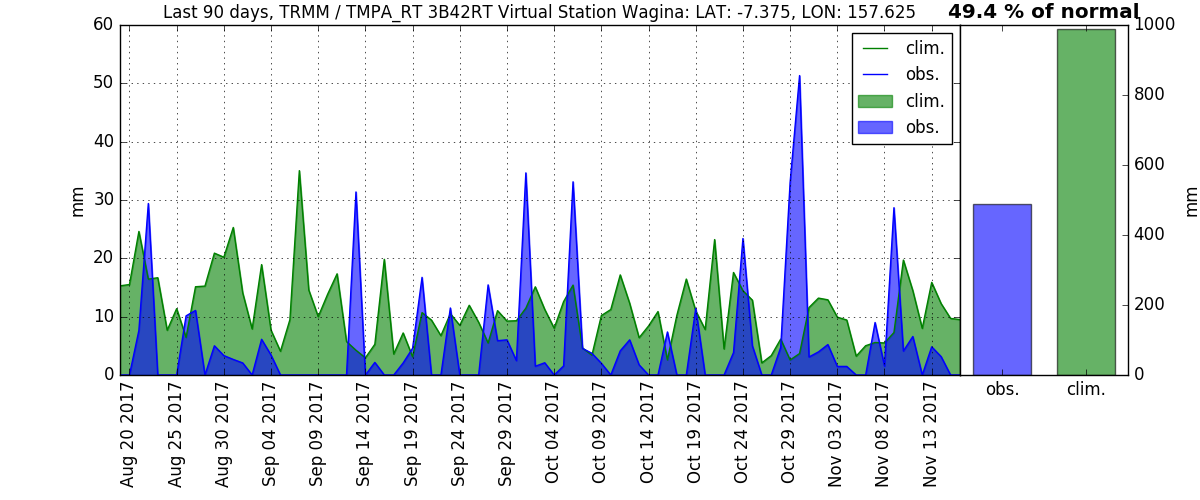 Last 90 days, TRMM / TMPA_RT 3B42RT Virtual Station Wagina: LAT: -7.375, LON: 157.625
49.4 % of normal
60
50
40
30
20
10
0
mm
clim.
obs.
clim.
obs.
Aug 20 2017
Aug 25 2017
Aug 30 2017
Sep 04 2017
Sep 09 2017
Sep 14 2017
Sep 19 2017
Sep 24 2017
Sep 29 2017
Oct 04 2017
Oct 09 2017
Oct 14 2017
Oct 19 2017
Oct 24 2017
Oct 29 2017
Nov 03 2017
Nov 08 2017
Nov 13 2017
1000
800
600
400
200
0
mm
obs.
clim.